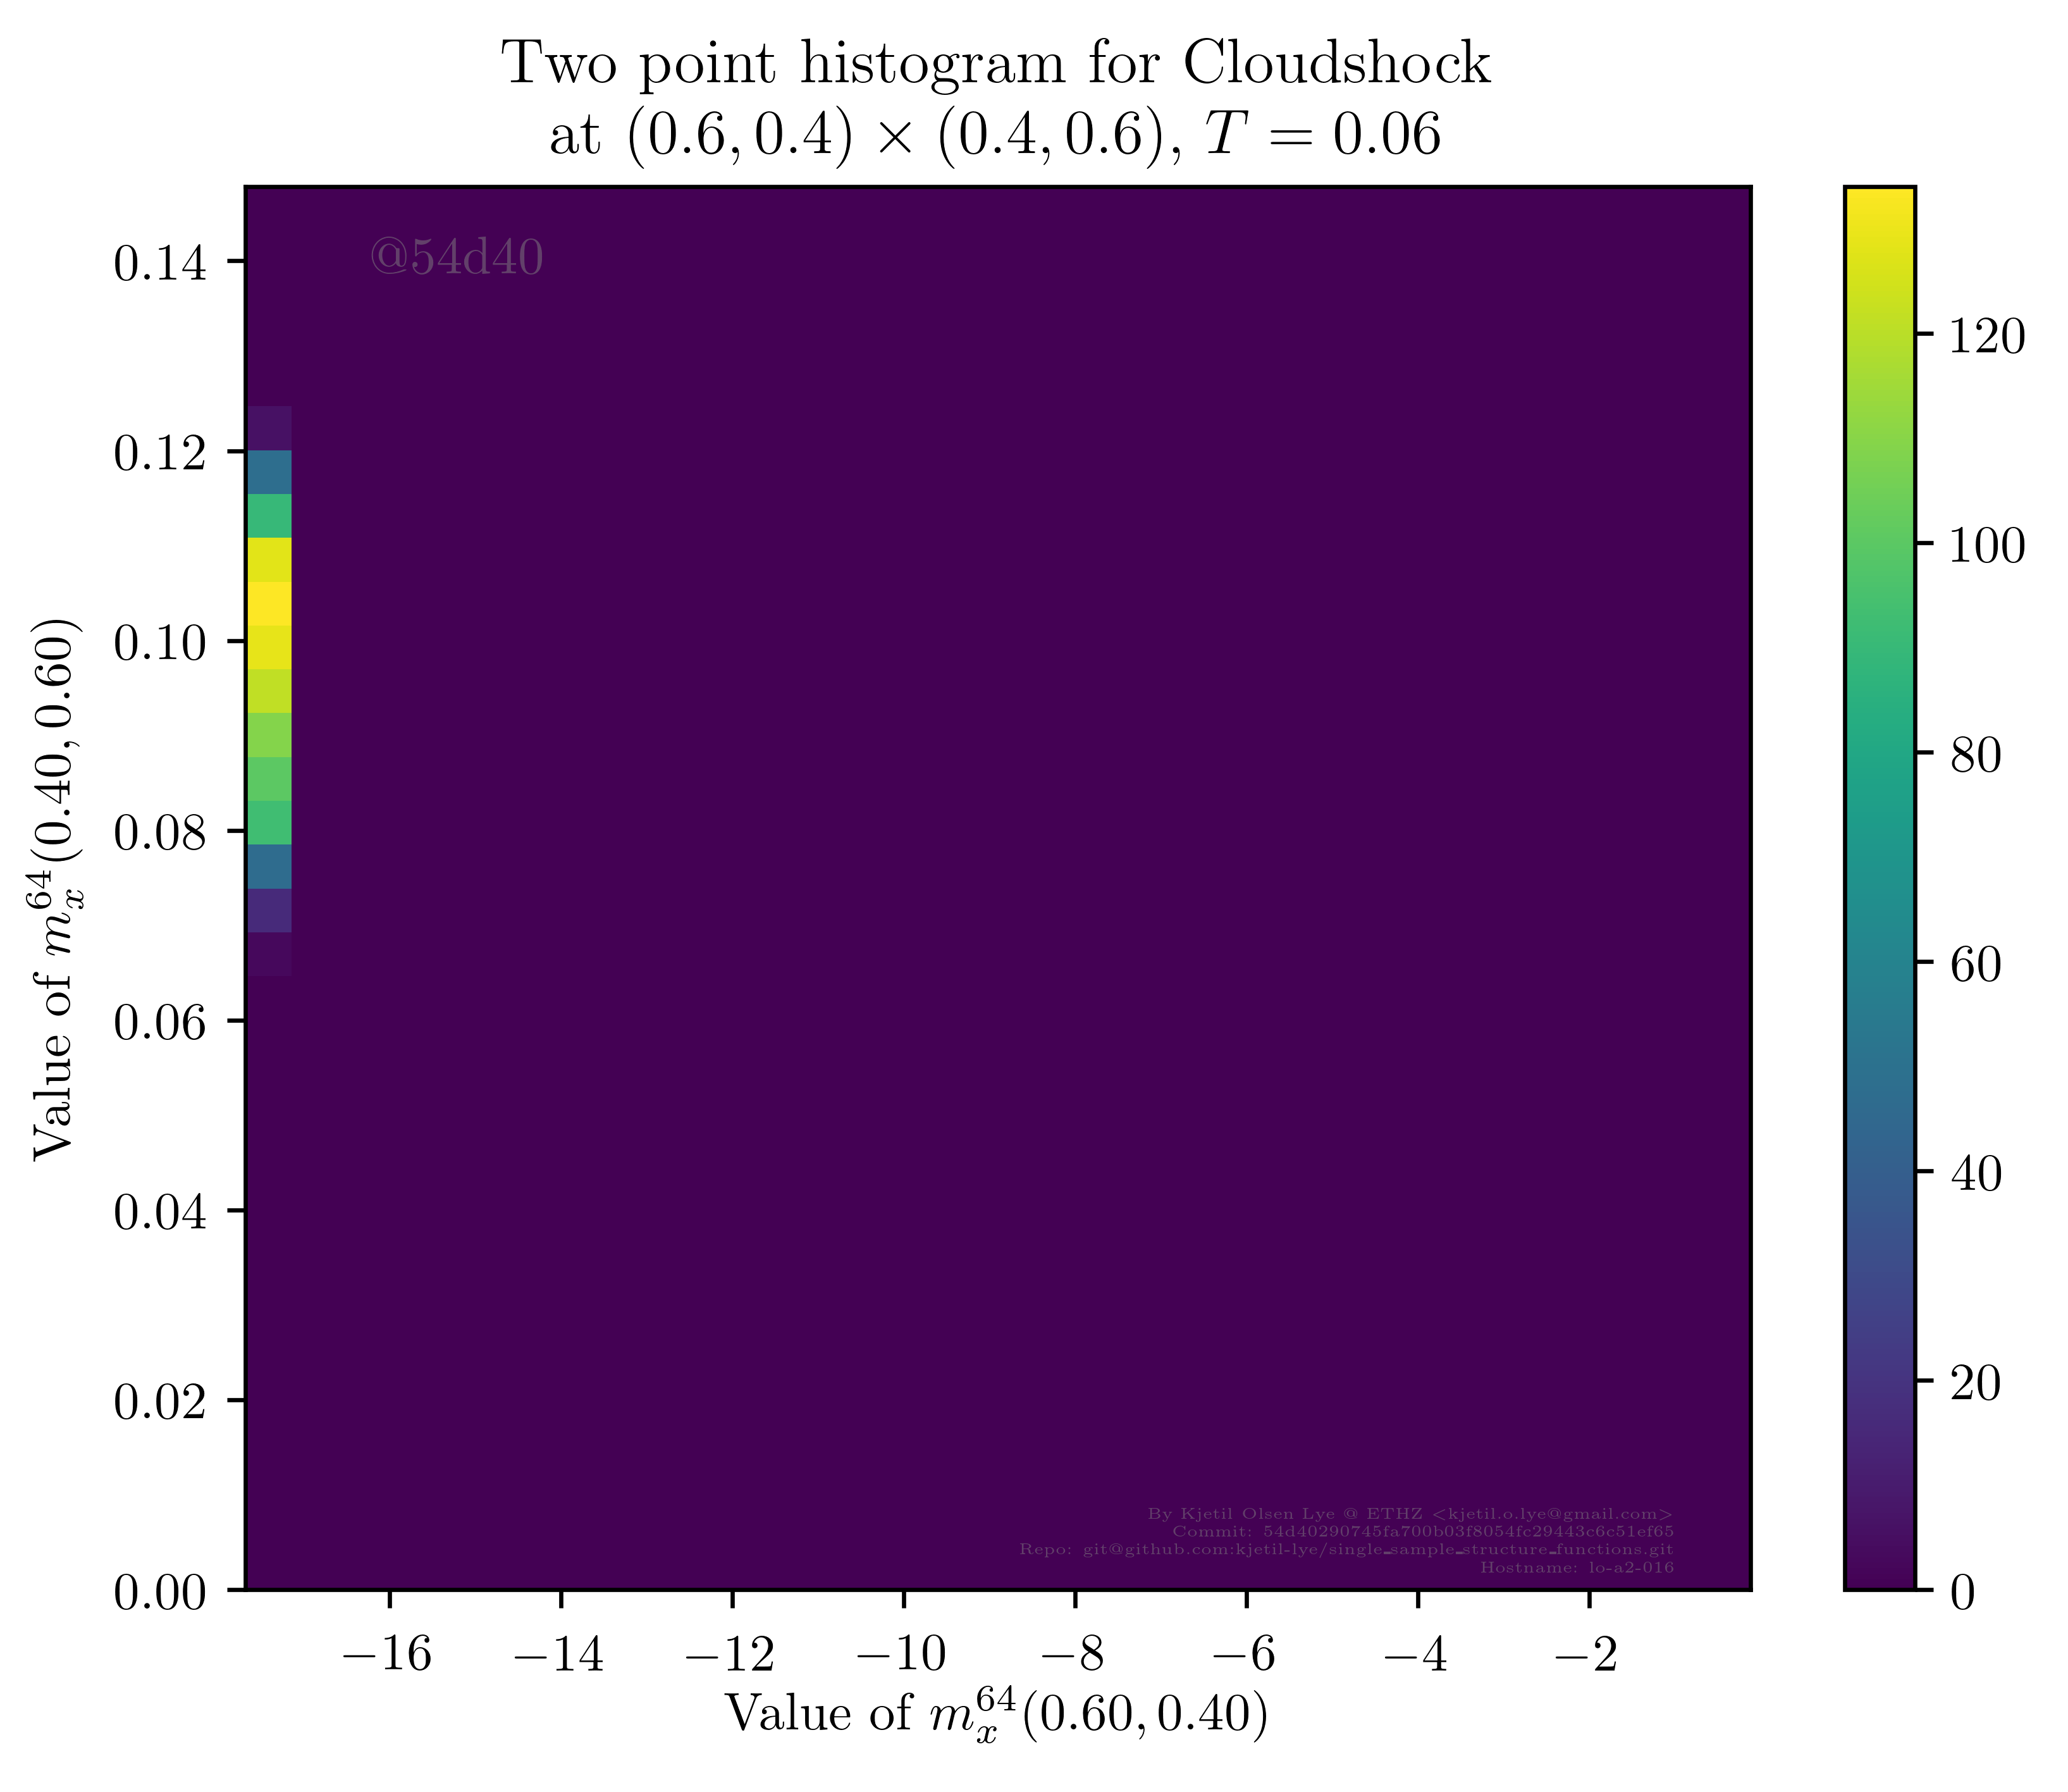 Two point histogram for Cloudshock
at (0.6, 0.4) × (0.4, 0.6), T = 0.06
@54d40
0.14
0.12
0.10
0.08
0.06
0.04
0.02
0.00
Value of m_x^64(0.40, 0.60)
120
100
80
60
40
20
0
By Kjetil Olsen Lye @ ETHZ <kjetil.o.lye@gmail.com>
Commit: 54d40290745fa700b03f8054fc29443c6c51ef65
Repo: git@github.com:kjetil-lye/single_sample_structure_functions.git
Hostname: lo-a2-016
−16 −14 −12 −10 −8 −6 −4 −2
Value of m_x^64(0.60, 0.40)